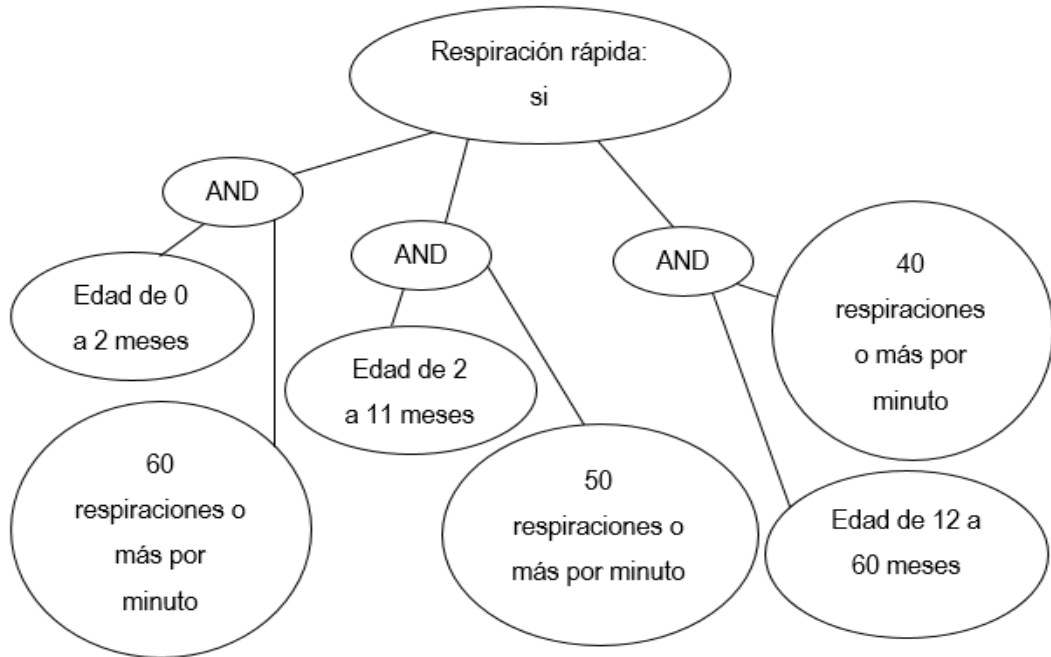 Respiración rápida:
si
AND
AND
AND
Edad de 0
a 2 meses
60
respiraciones o
más por
minuto
Edad de 2
a 11 meses
50
respiraciones o
más por minuto
40
respiraciones
o más por
minuto
Edad de 12 a
60 meses